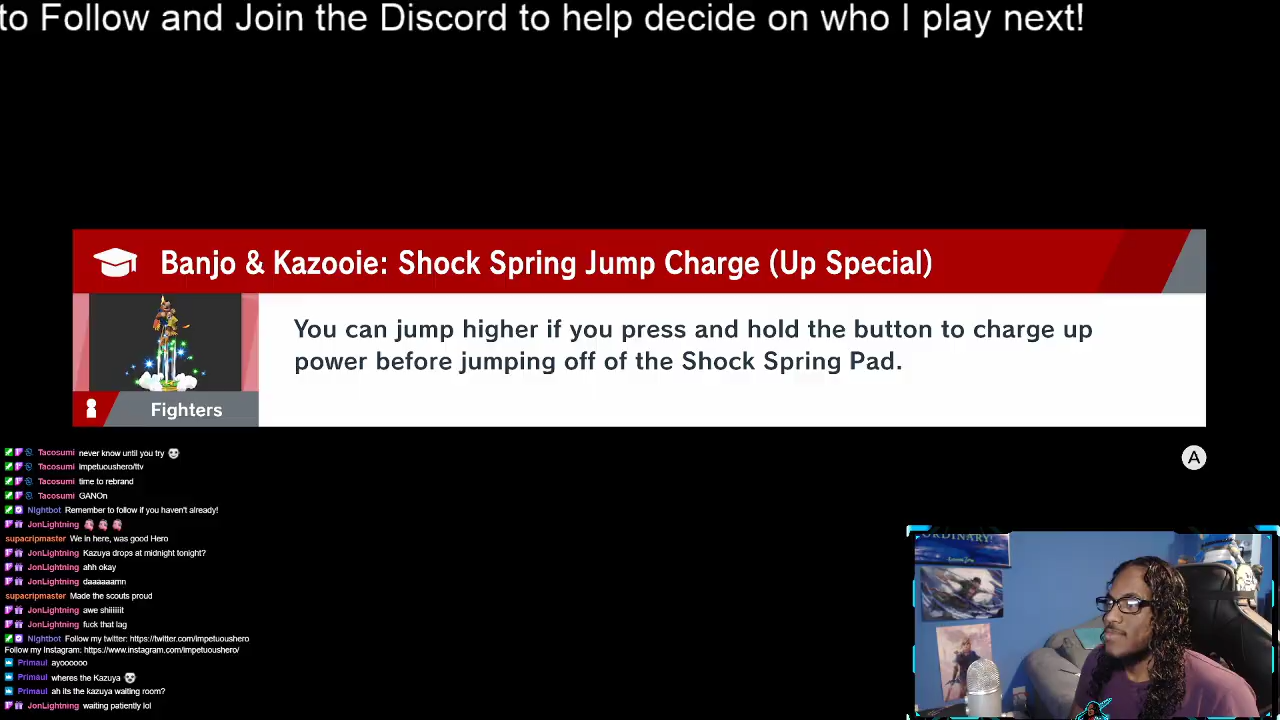 to Follow and Join the Discord to help decide on who I play next!
Banjo & Kazooie: Shock Spring Jump Charge (Up Special)
You can jump higher if you press and hold the button to charge up
power before jumping off of the Shock Spring Pad.
Fighters
A
Tacosumi never know until you try
Tacosumi impetuoushero/ttv
Tacosumi time to rebrand
Tacosumi GANOn
Nightbot Remember to follow if you haven't already!
JonLightning
supacripmaster We in here, was good Hero
JonLightning Kazuya drops at midnight tonight?
JonLightning ahh okay
JonLightning daaaaaamn
supacripmaster Made the scouts proud
JonLightning awe shiiiiiit
JonLightning fuck that lag
Nightbot Follow my twitter: https://twitter.com/impetuoushero
Follow my Instagram: https://www.instagram.com/impetuoushero/
Primaul ayoooooo
Primaul wheres the Kazuya
Primaul ah its the kazuya waiting room?
JonLightning waiting patiently lol
ORDINARY!